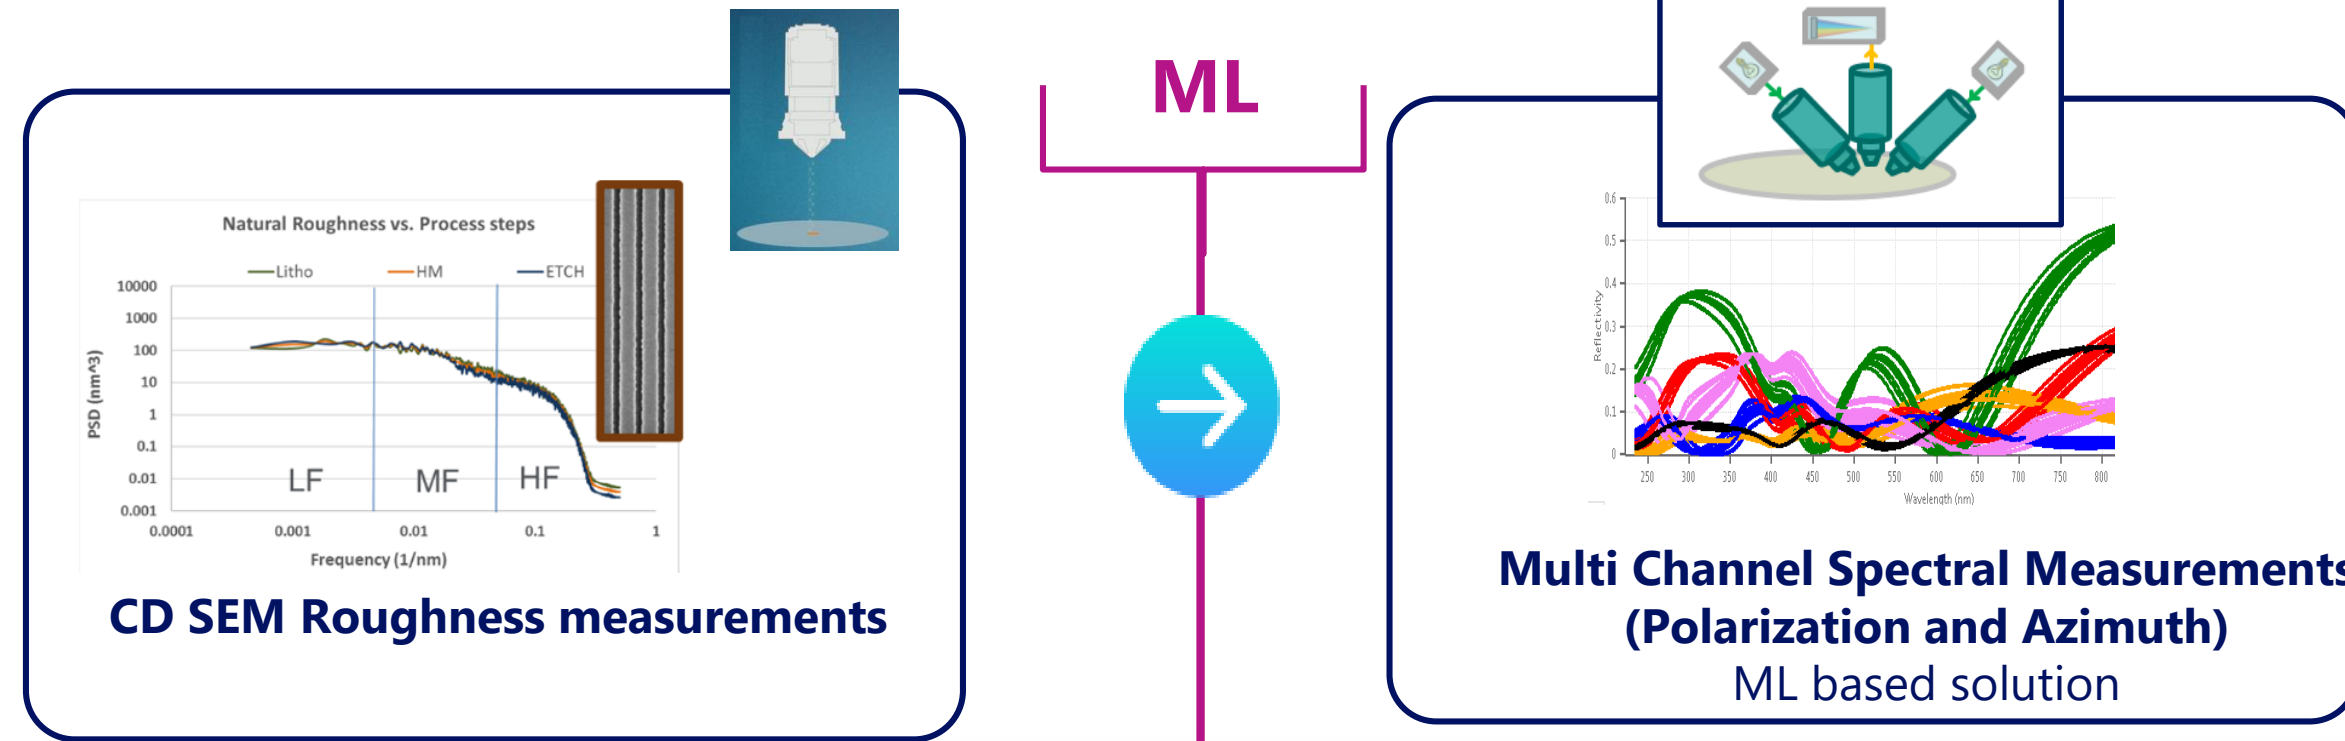 ML
Natural Roughness vs. Process steps
Litho HM ETCH
10000
1000
100
10
1
0.1
0.01
0.001
PSD (nm^3)
LF MF HF
0.0001 0.001 0.01 0.1 1
Frequency (1/nm)
CD SEM Roughness measurements
0.6
0.5
0.4
0.3
0.2
0.1
0
Reflectivity
250 300 350 400 450 500 550 600 650 700 750 800
Wavelength (nm)
Multi Channel Spectral Measurements
(Polarization and Azimuth)
ML based solution